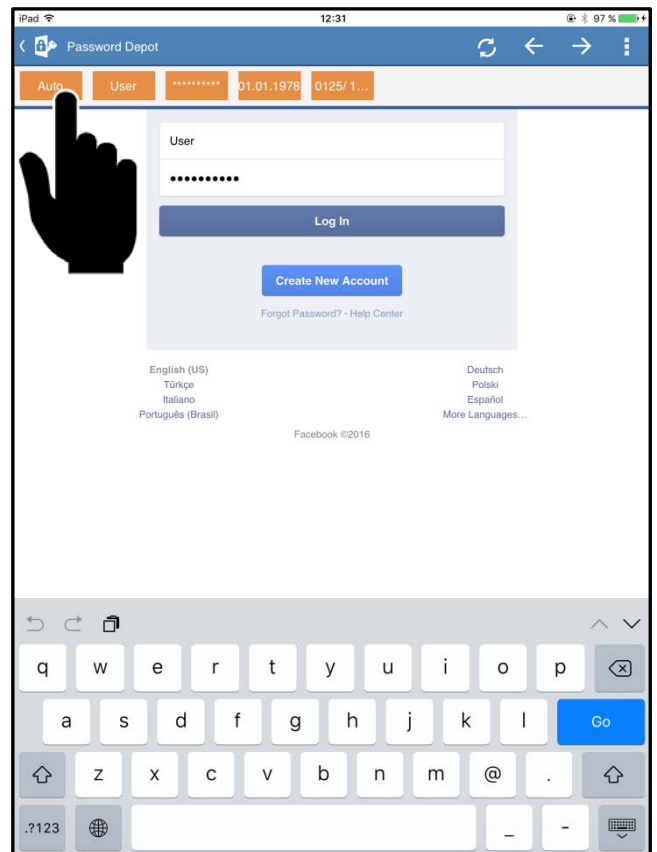 iPad 12:31 97 %
Password Depot
Auto User ********** 01.01.1978 0125/ 1...
User
••••••••••
Log In
Create New Account
Forgot Password? · Help Center
English (US) Deutsch
Türkçe Polski
Italiano Español
Português (Brasil) More Languages...
Facebook ©2016
q w e r t y u i o p
a s d f g h j k l Go
z x c v b n m @ .
.?123 _ -